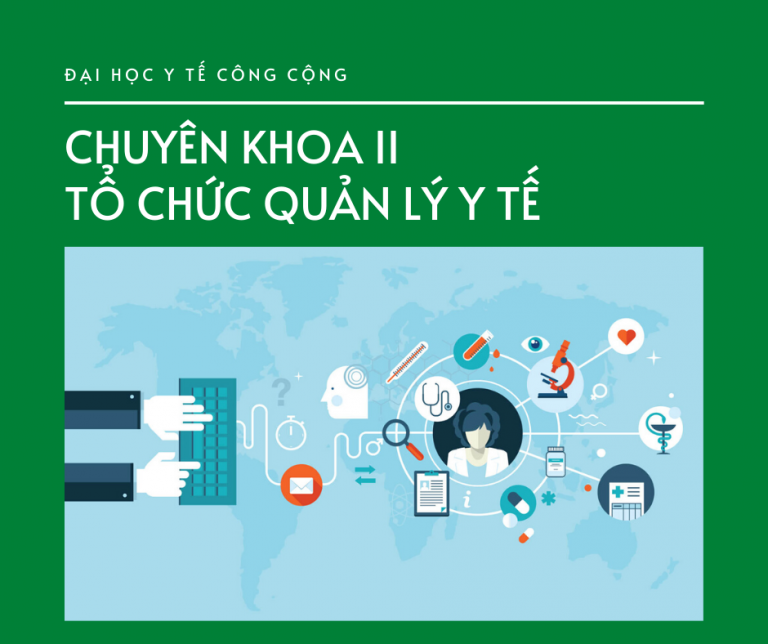 ĐẠI HỌC Y TẾ CÔNG CỘNG
CHUYÊN KHOA II
TỔ CHỨC QUẢN LÝ Y TẾ
?
i